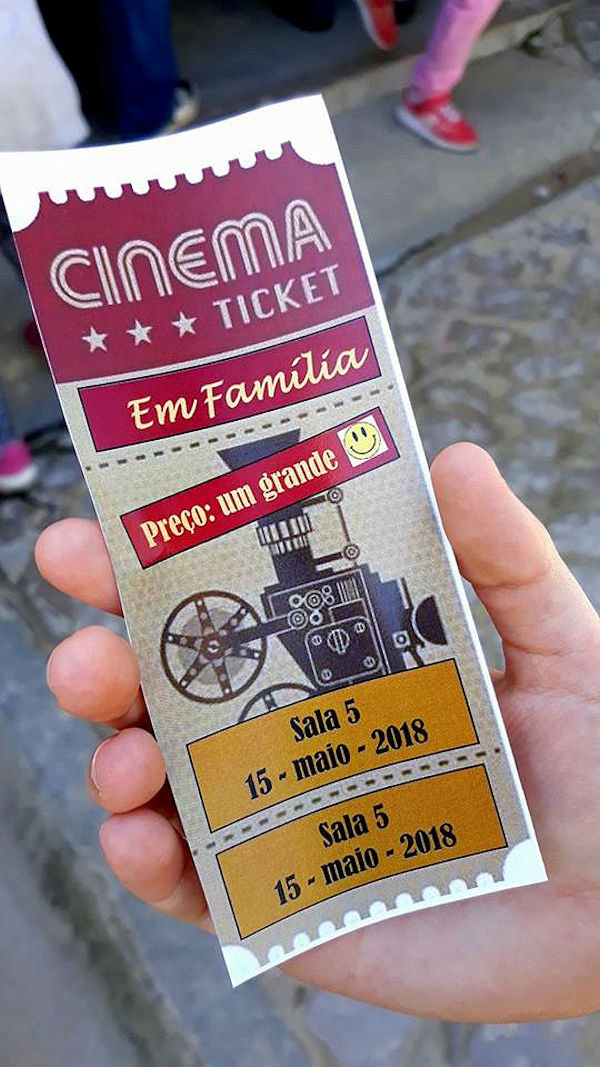 CINEMA
TICKET
Em Família
Preço: um grande
Sala 5
15 - maio - 2018
Sala 5
15 - maio - 2018